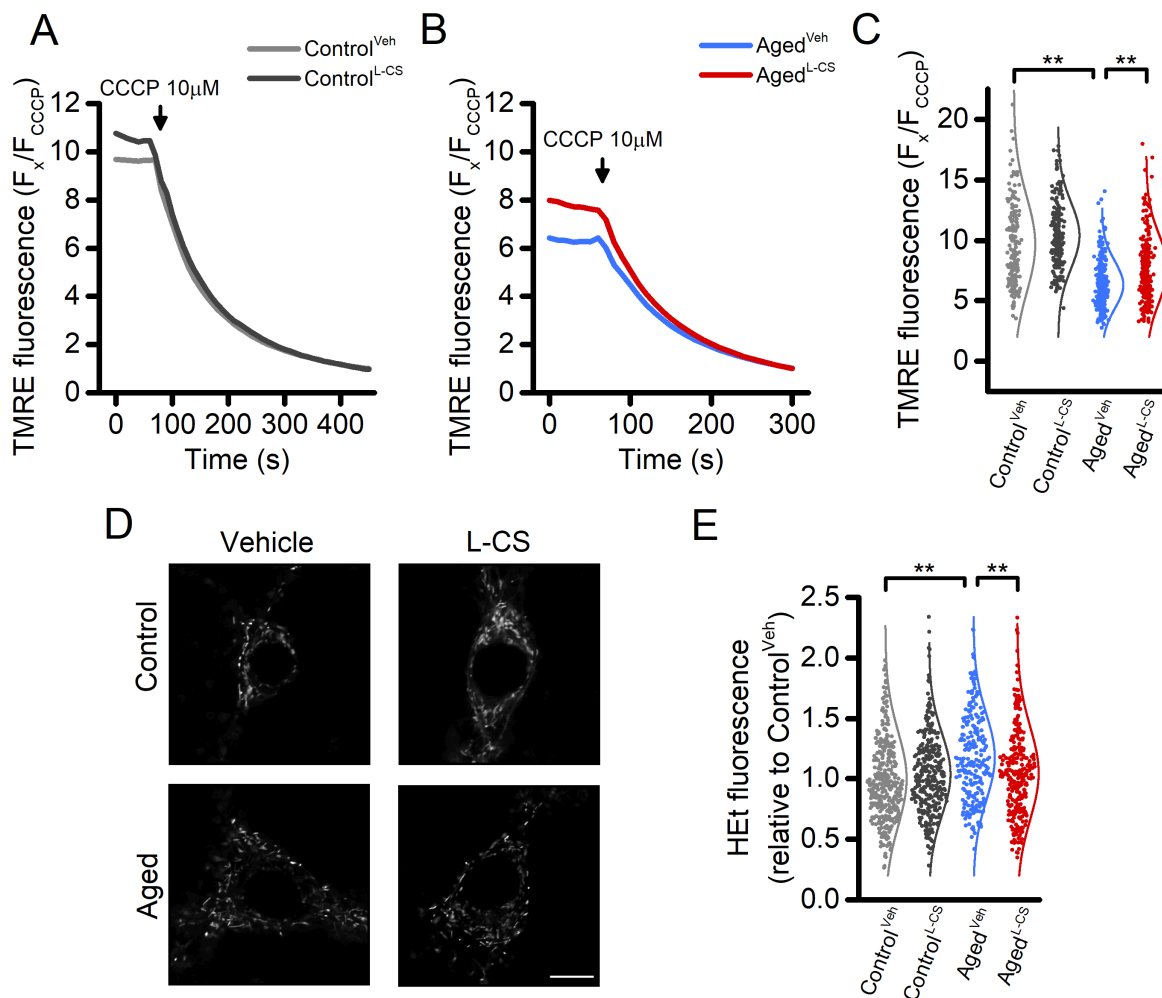 A
Control^Veh
Control^L-CS
CCCP 10μM
TMRE fluorescence (F_x/F_CCCP)
12
10
8
6
4
2
0
0 100 200 300 400
Time (s)
B
Aged^Veh
Aged^L-CS
CCCP 10μM
TMRE fluorescence (F_x/F_CCCP)
12
10
8
6
4
2
0
0 100 200 300
Time (s)
C
** **
TMRE fluorescence (F_x/F_CCCP)
20
15
10
5
0
Control^Veh
Control^L-CS
Aged^Veh
Aged^L-CS
D
Vehicle L-CS
Control
Aged
E
** **
HEt fluorescence
(relative to Control^Veh)
2.5
2.0
1.5
1.0
0.5
0.0
Control^Veh
Control^L-CS
Aged^Veh
Aged^L-CS